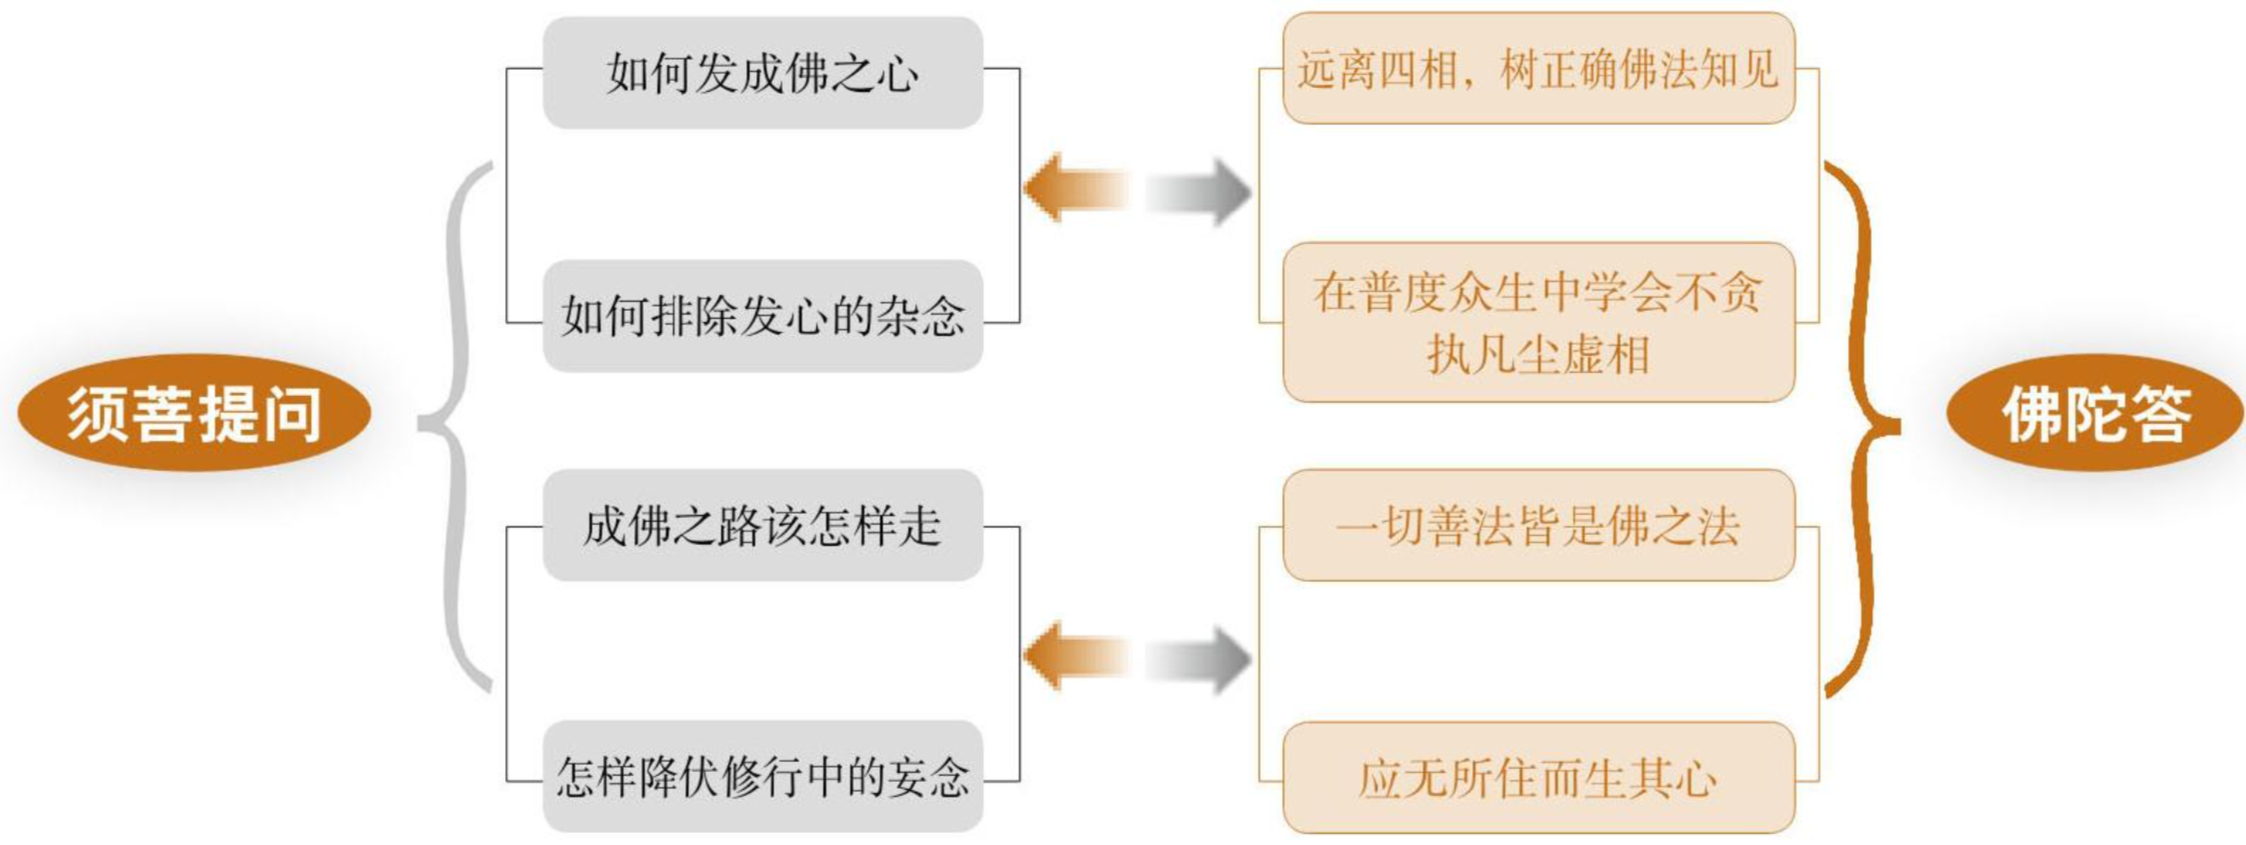 须菩提问
如何发成佛之心
如何排除发心的杂念
成佛之路该怎样走
怎样降伏修行中的妄念
远离四相，树正确佛法知见
在普度众生中学会不贪
执凡尘虚相
一切善法皆是佛之法
应无所住而生其心
佛陀答